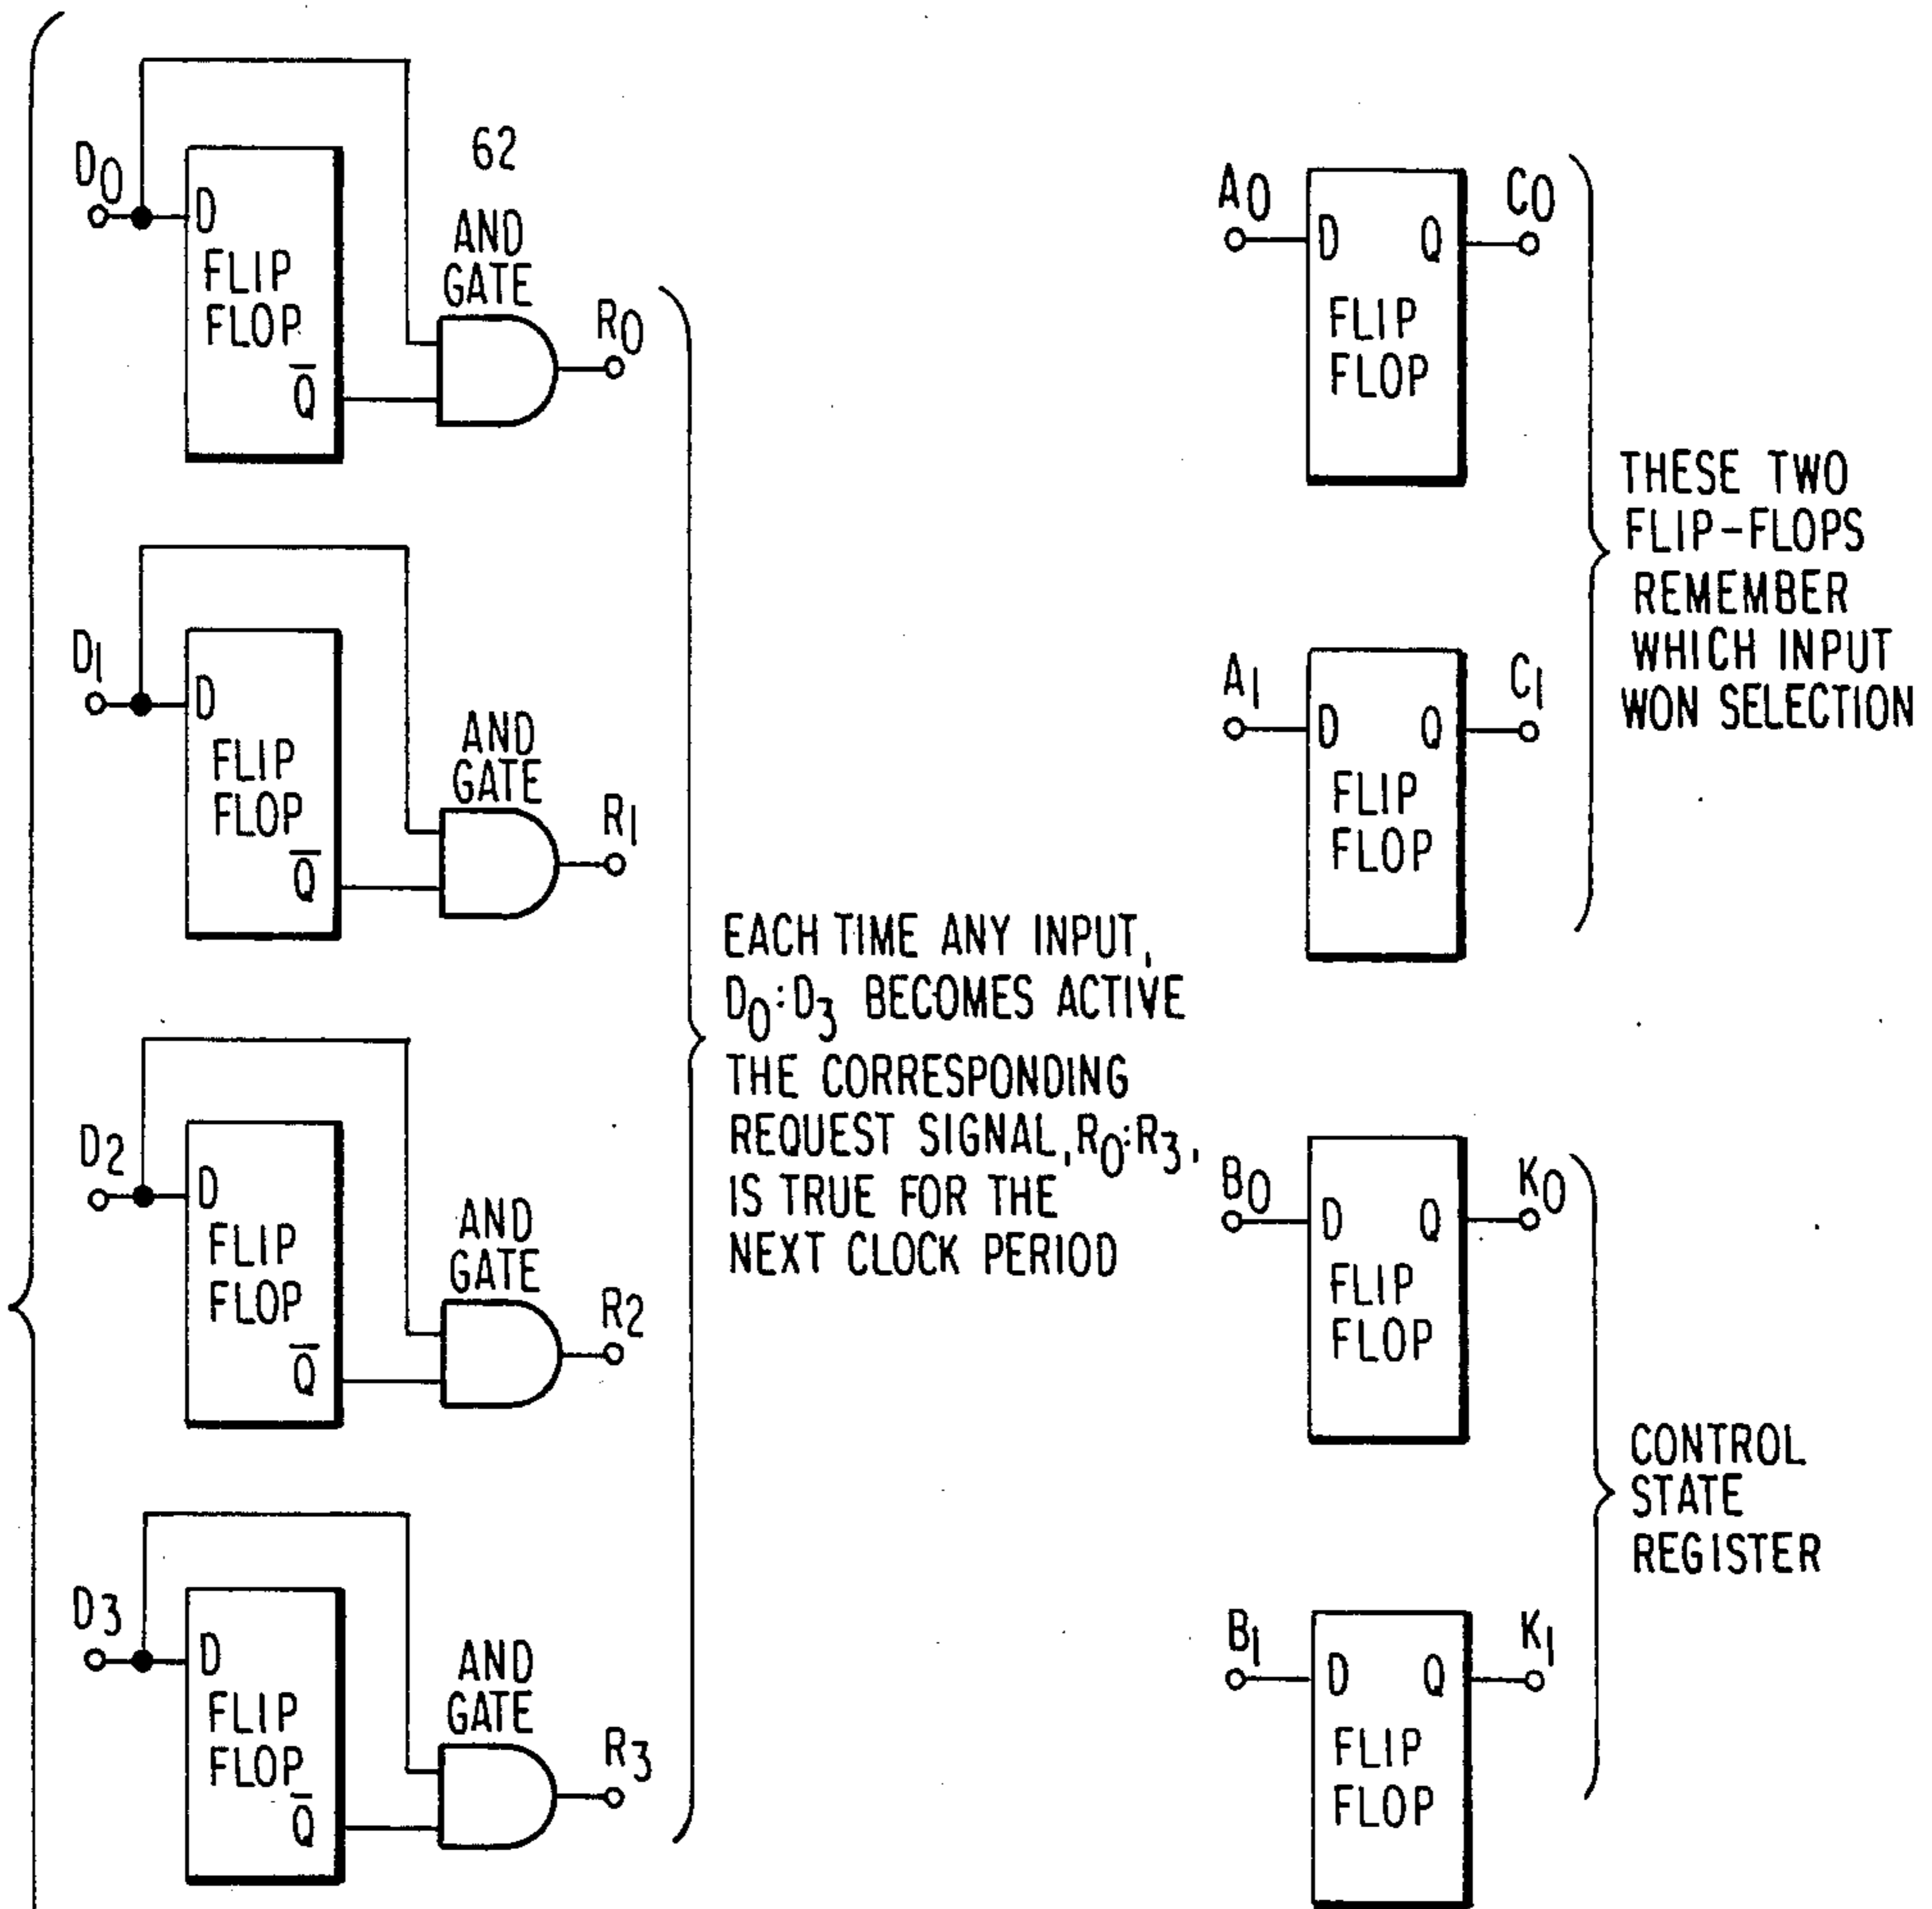 D0
D
FLIP
FLOP
Q̅
62
AND
GATE
R0
D1
D
FLIP
FLOP
Q̅
AND
GATE
R1
D2
D
FLIP
FLOP
Q̅
AND
GATE
R2
D3
D
FLIP
FLOP
Q̅
AND
GATE
R3
EACH TIME ANY INPUT,
D0:D3 BECOMES ACTIVE
THE CORRESPONDING
REQUEST SIGNAL, R0:R3,
IS TRUE FOR THE
NEXT CLOCK PERIOD
A0
D Q
FLIP
FLOP
C0
A1
D Q
FLIP
FLOP
C1
THESE TWO
FLIP-FLOPS
REMEMBER
WHICH INPUT
WON SELECTION
B0
D Q
FLIP
FLOP
K0
B1
D Q
FLIP
FLOP
K1
CONTROL
STATE
REGISTER